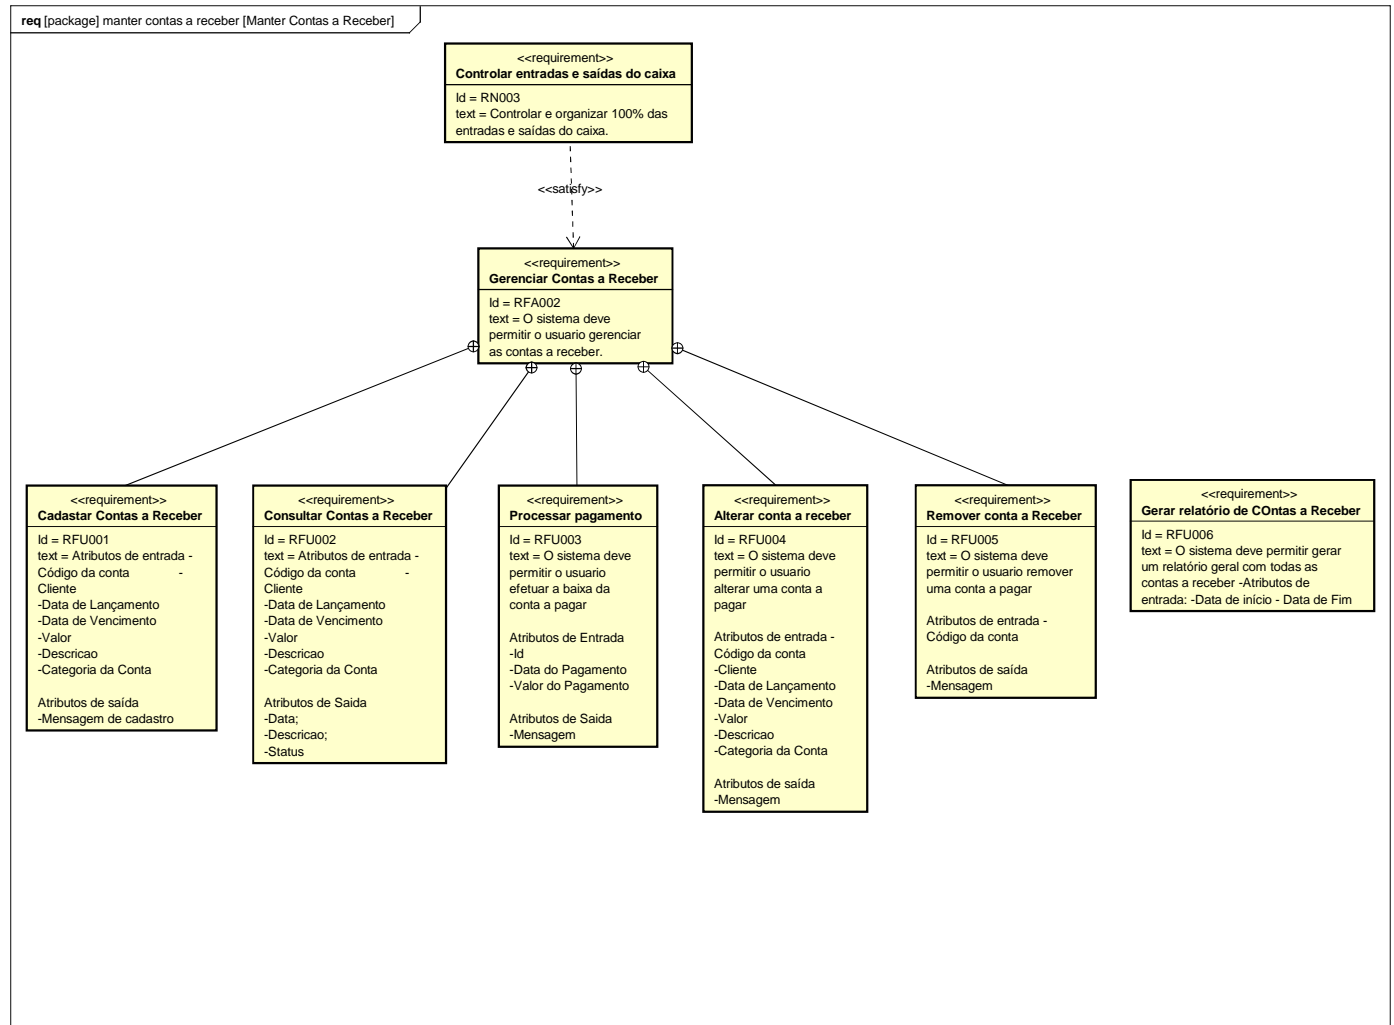 req [package] manter contas a receber [Manter Contas a Receber]
<<requirement>>
Controlar entradas e saídas do caixa
Id = RN003
text = Controlar e organizar 100% das
entradas e saídas do caixa.
<<satisfy>>
<<requirement>>
Gerenciar Contas a Receber
Id = RFA002
text = O sistema deve
permitir o usuario gerenciar
as contas a receber.
<<requirement>>
Cadastar Contas a Receber
Id = RFU001
text = Atributos de entrada -
Código da conta -
Cliente
-Data de Lançamento
-Data de Vencimento
-Valor
-Descricao
-Categoria da Conta
Atributos de saída
-Mensagem de cadastro
<<requirement>>
Consultar Contas a Receber
Id = RFU002
text = Atributos de entrada -
Código da conta -
Cliente
-Data de Lançamento
-Data de Vencimento
-Valor
-Descricao
-Categoria da Conta
Atributos de Saida
-Data;
-Descricao;
-Status
<<requirement>>
Processar pagamento
Id = RFU003
text = O sistema deve
permitir o usuario
efetuar a baixa da
conta a pagar
Atributos de Entrada
-Id
-Data do Pagamento
-Valor do Pagamento
Atributos de Saida
-Mensagem
<<requirement>>
Alterar conta a receber
Id = RFU004
text = O sistema deve
permitir o usuario
alterar uma conta a
pagar
Atributos de entrada -
Código da conta
-Cliente
-Data de Lançamento
-Data de Vencimento
-Valor
-Descricao
-Categoria da Conta
Atributos de saída
-Mensagem
<<requirement>>
Remover conta a Receber
Id = RFU005
text = O sistema deve
permitir o usuario remover
uma conta a pagar
Atributos de entrada -
Código da conta
Atributos de saída
-Mensagem
<<requirement>>
Gerar relatório de COntas a Receber
Id = RFU006
text = O sistema deve permitir gerar
um relatório geral com todas as
contas a receber -Atributos de
entrada: -Data de início - Data de Fim